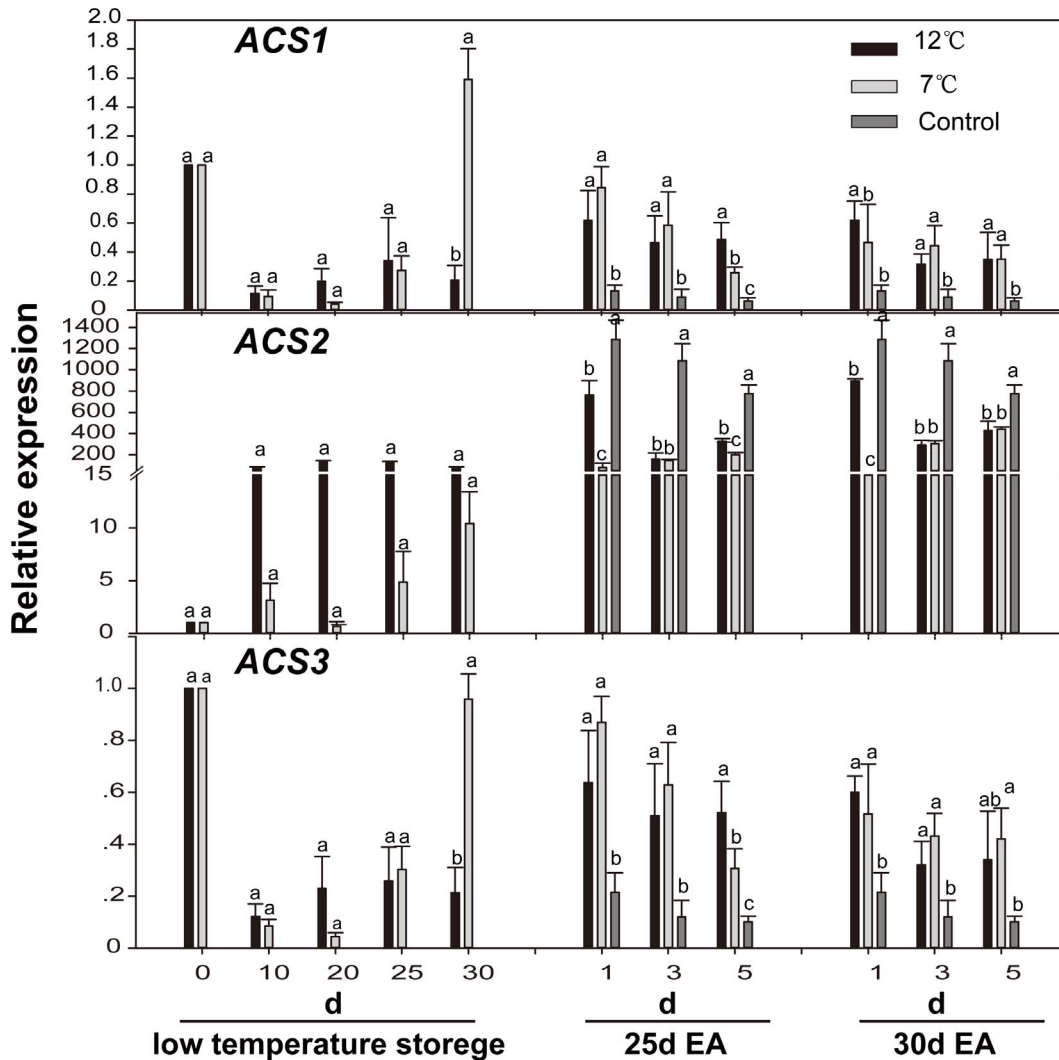 ACS1
12℃
7℃
Control
2.0
1.8
1.6
1.4
1.2
1.0
0.8
0.6
0.4
0.2
0
a a
a a
a a
a a
b a
a a b
a a b
a b c
a b b
a a b
a a b
Relative expression
ACS2
1400
1200
1000
800
600
400
200
15
10
5
0
a a
a a
a a
a a
a a
b c a
b b a
b c a
b c a
b b a
b b a
ACS3
1.0
.8
.6
.4
.2
0
a a
a a
a a
a a
b a
a a b
a a b
a b c
a a b
a a b
ab a b
0 10 20 25 30 1 3 5 1 3 5
d d d
low temperature storege 25d EA 30d EA